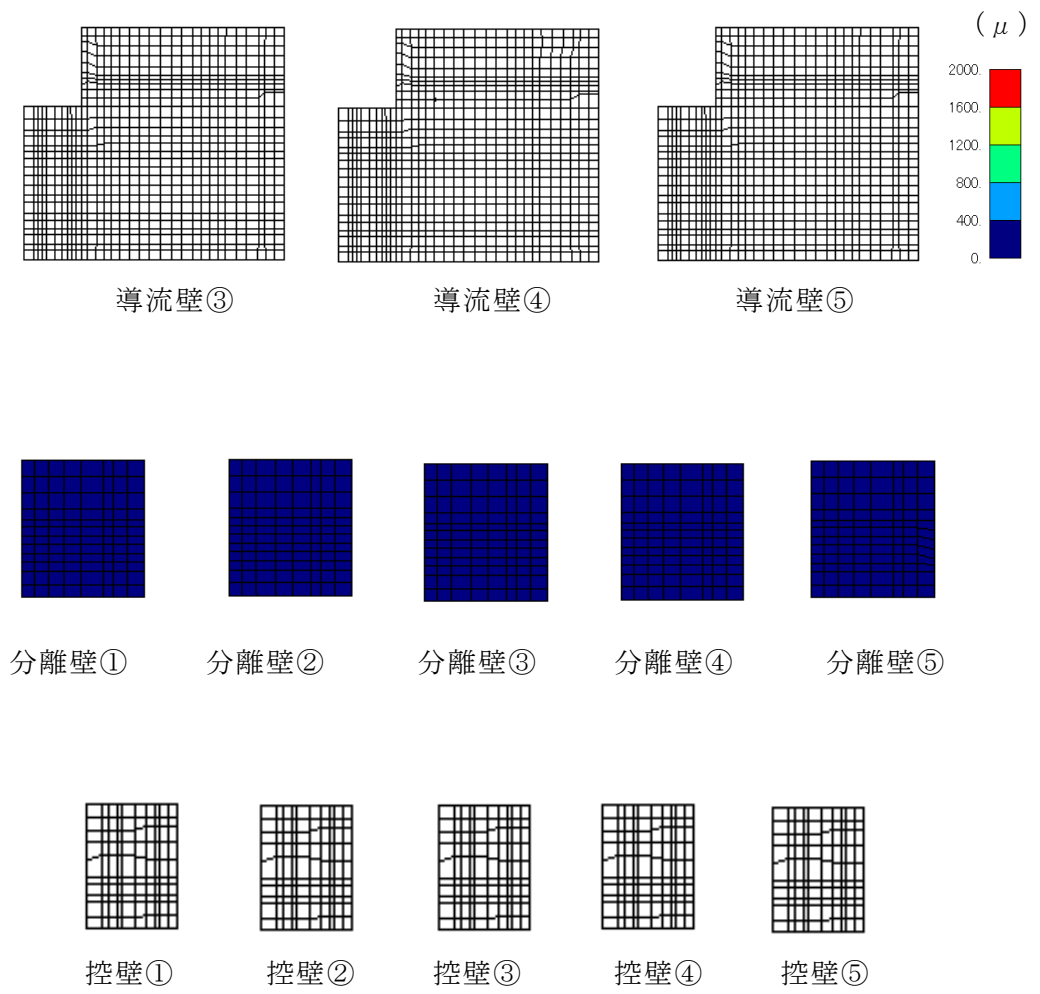 (μ)
2000.
1600.
1200.
800.
400.
0.
導流壁③ 導流壁④ 導流壁⑤
分離壁① 分離壁② 分離壁③ 分離壁④ 分離壁⑤
控壁① 控壁② 控壁③ 控壁④ 控壁⑤